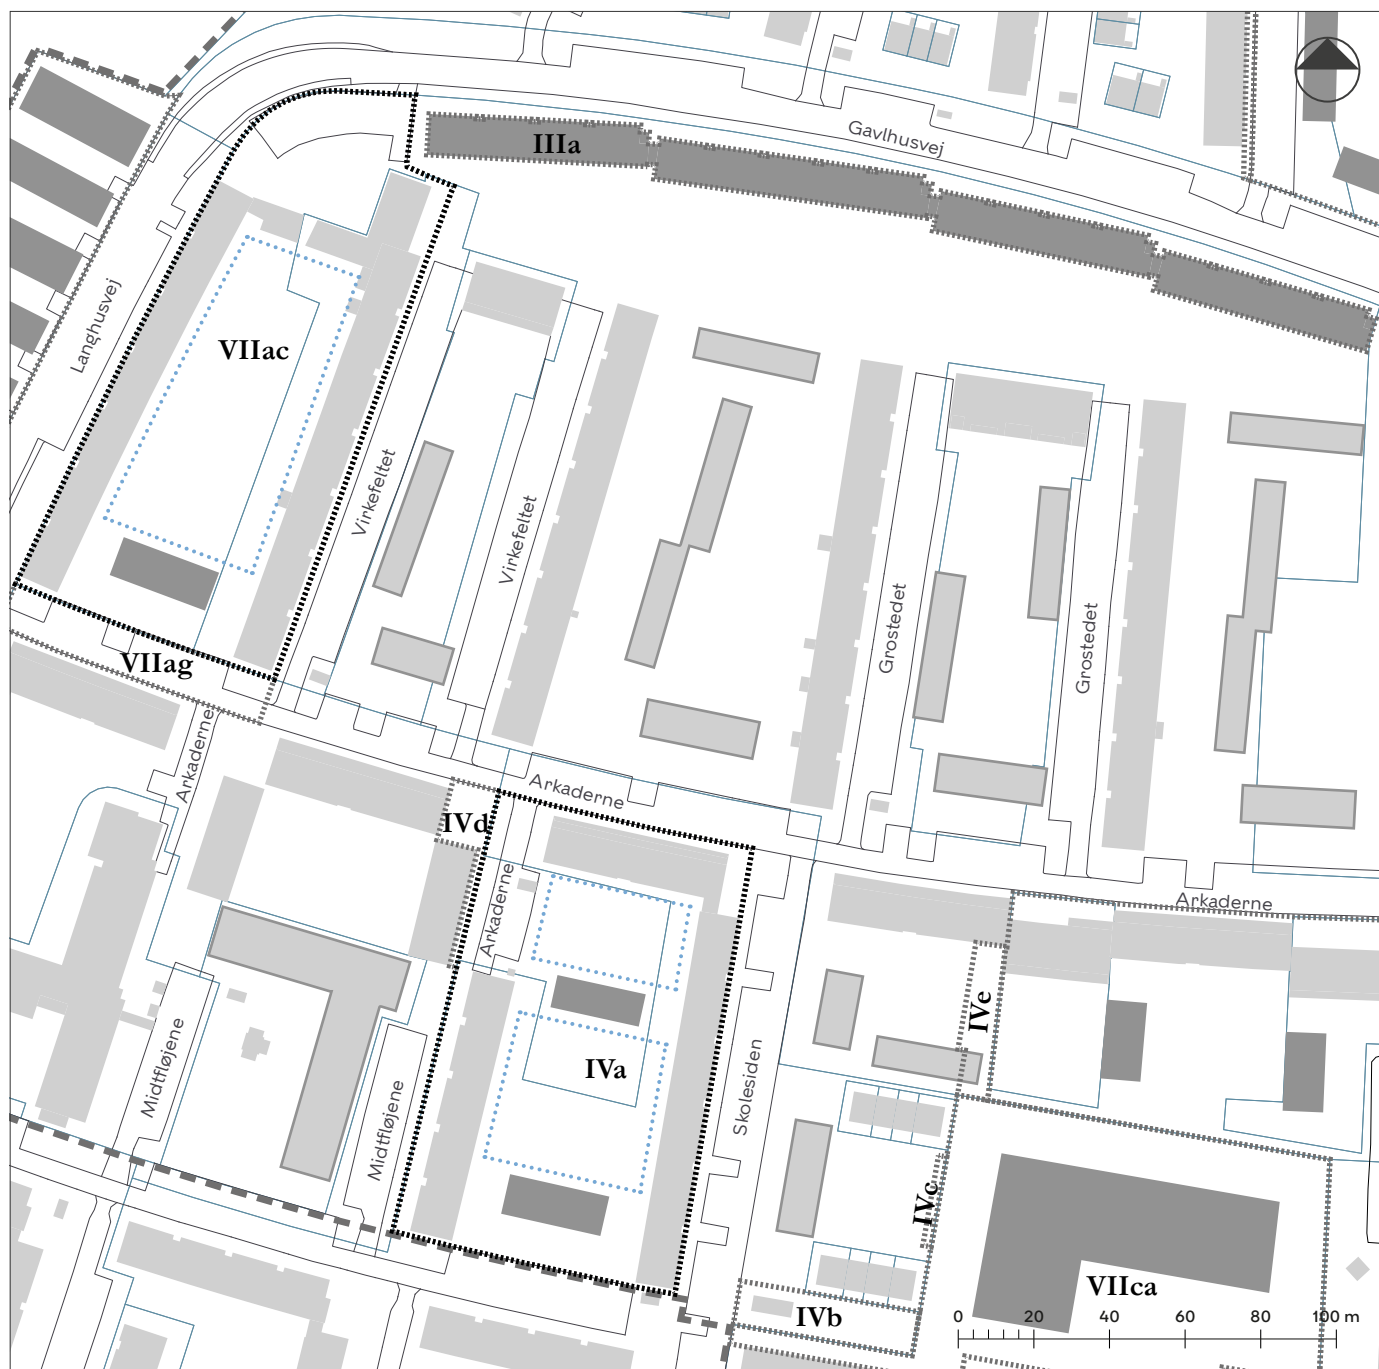 Gavlhusvej
IIIa
Langhusvej
VIIac
Virkefeltet
Virkefeltet
Grostedet
Grostedet
VIIag
Arkaderne
Arkaderne
IVd
Arkaderne
Arkaderne
IVe
Midtfløjene
Midtfløjene
IVa
Skolesiden
IVc
VIIca
IVb
0 20 40 60 80 100 m